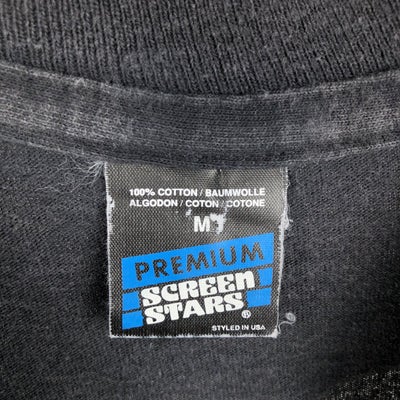 100% COTTON / BAUMWOLLE
ALGODON / COTON / COTONE
M
PREMIUM
SCREEN
STARS®
STYLED IN USA